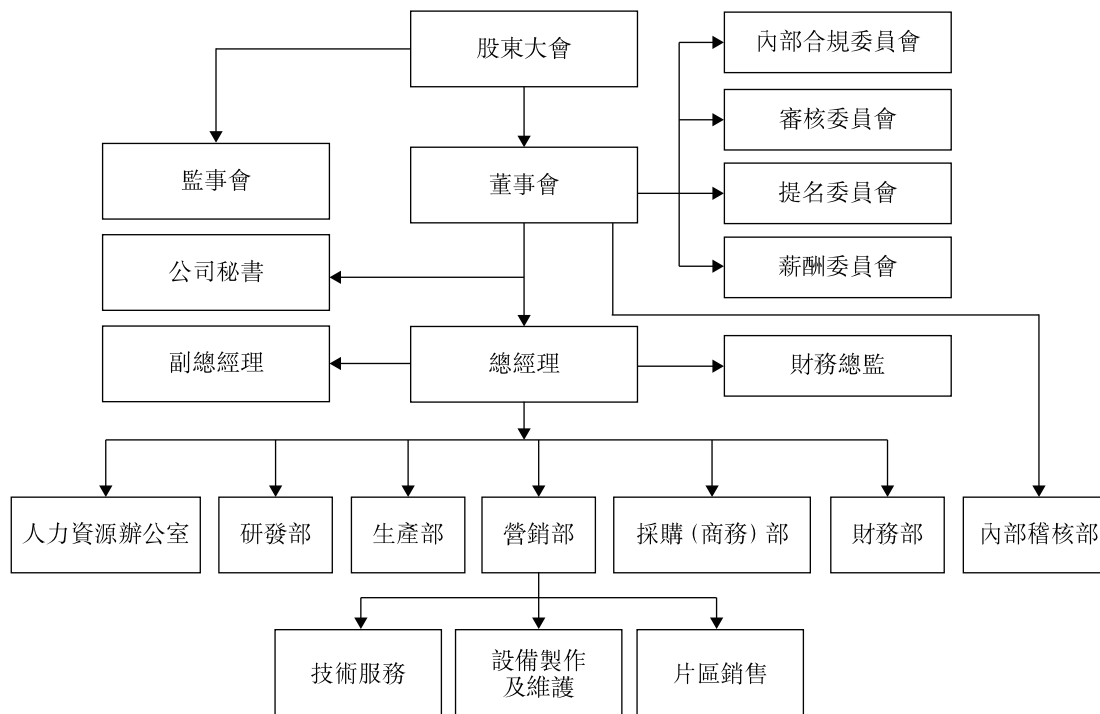 股東大會
內部合規委員會
審核委員會
監事會
董事會
提名委員會
公司秘書
薪酬委員會
副總經理
總經理
財務總監
人力資源辦公室
研發部
生產部
營銷部
採購（商務）部
財務部
內部稽核部
技術服務
設備製作
及維護
片區銷售